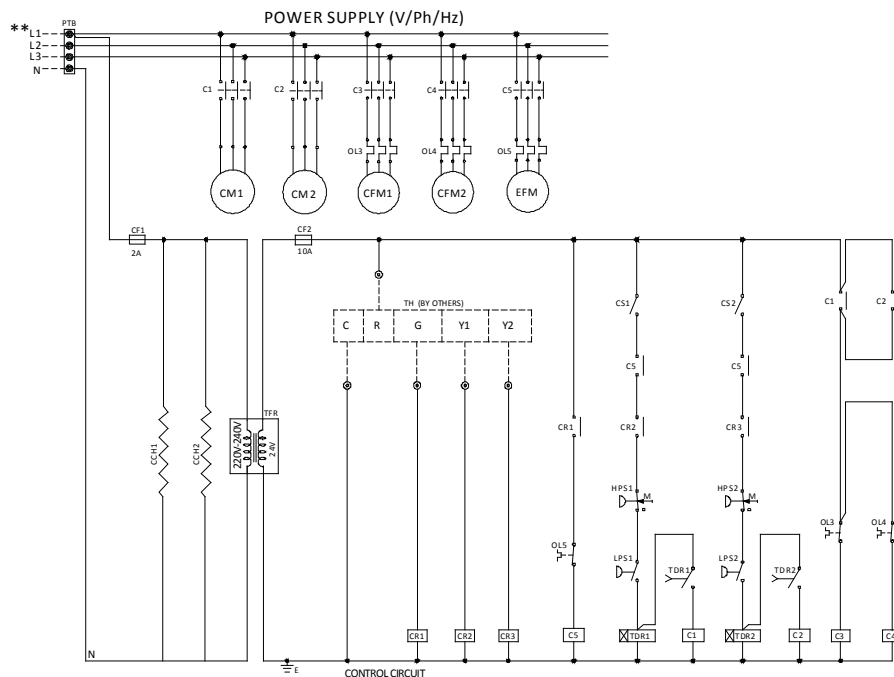 POWER SUPPLY (V/Ph/Hz)
PTB
** L1
L2
L3
N
C1
C2
C3
C4
C5
OL3
OL4
OL5
CM1
CM2
CFM1
CFM2
EFM
CF1
2A
CF2
10A
TH (BY OTHERS)
C
R
G
Y1
Y2
CS1
CS2
C1
C2
C5
C5
CR1
CR2
CR3
TFR
220V-240V
24V
CCH1
CCH2
HPS1
M
HPS2
M
OL3
OL4
OL5
LPS1
TDR1
LPS2
TDR2
CR1
CR2
CR3
C5
TDR1
C1
TDR2
C2
C3
C4
N
E
CONTROL CIRCUIT